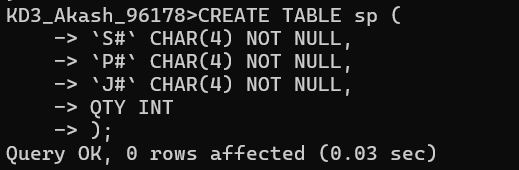 KD3_Akash_96178>CREATE TABLE sp (
    -> `S#` CHAR(4) NOT NULL,
    -> `P#` CHAR(4) NOT NULL,
    -> `J#` CHAR(4) NOT NULL,
    -> QTY INT
    -> );
Query OK, 0 rows affected (0.03 sec)